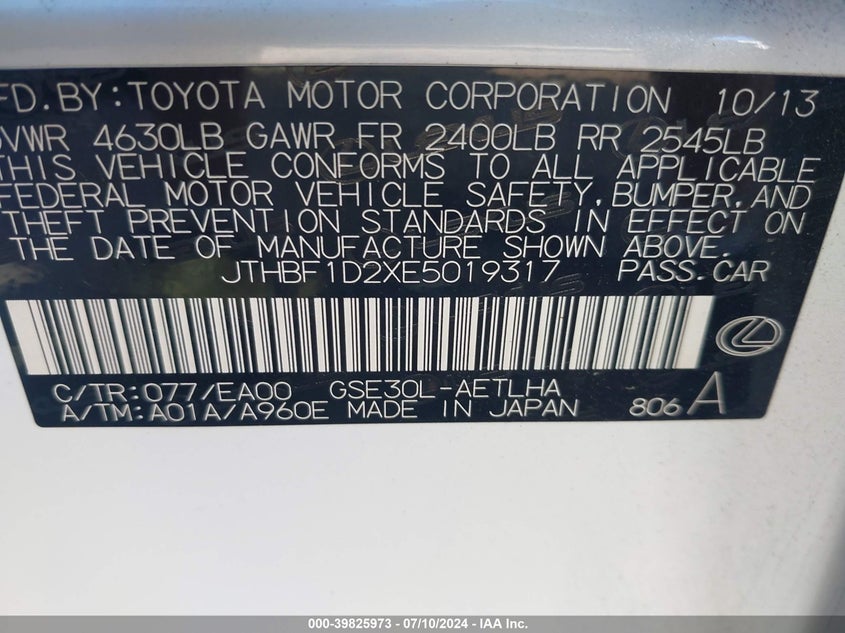 FD. BY: TOYOTA MOTOR CORPORATION 10/13
VWR 4630LB GAWR FR 2400LB RR 2545LB
THIS VEHICLE CONFORMS TO ALL APPLICABLE
FEDERAL MOTOR VEHICLE SAFETY, BUMPER, AND
THEFT PREVENTION STANDARDS IN EFFECT ON
THE DATE OF MANUFACTURE SHOWN ABOVE.
JTHBF1D2XE5019317 PASS. CAR
C/TR: 077/EA00 GSE30L-AETLHA
A/TM: A01A/A960E MADE IN JAPAN 806 A
000-39825973 - 07/10/2024 - IAA Inc.